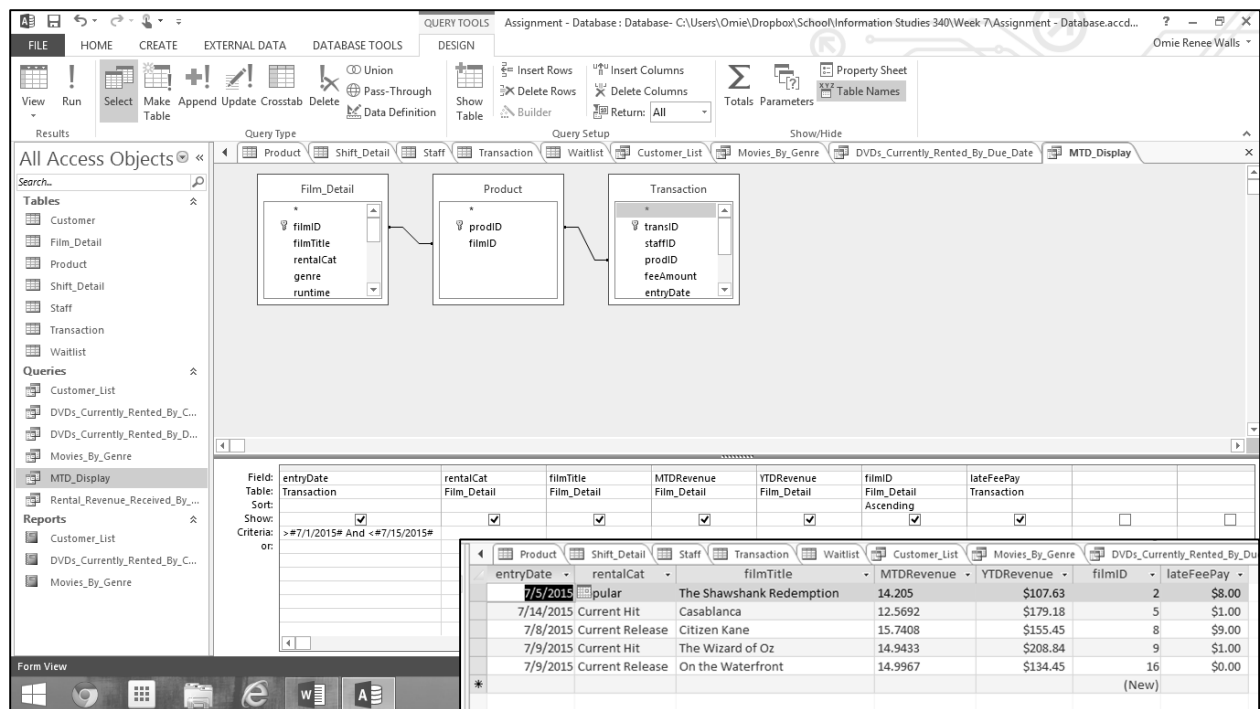 QUERY TOOLS Assignment - Database : Database- C:\Users\Omie\Dropbox\School\Information Studies 340\Week 7\Assignment - Database.accd... ?
FILE HOME CREATE EXTERNAL DATA DATABASE TOOLS DESIGN Omie Renee Walls
View Run Select Make Table Append Update Crosstab Delete
Union
Pass-Through
Data Definition
Show Table
Insert Rows
Delete Rows
Builder
Insert Columns
Delete Columns
Return: All
Totals Parameters
Property Sheet
Table Names
Results Query Type Query Setup Show/Hide
All Access Objects
Search...
Tables
Customer
Film_Detail
Product
Shift_Detail
Staff
Transaction
Waitlist
Queries
Customer_List
DVDs_Currently_Rented_By_C...
DVDs_Currently_Rented_By_D...
Movies_By_Genre
MTD_Display
Rental_Revenue_Received_By_...
Reports
Customer_List
DVDs_Currently_Rented_By_C...
Movies_By_Genre
Product Shift_Detail Staff Transaction Waitlist Customer_List Movies_By_Genre DVDs_Currently_Rented_By_Due_Date MTD_Display
Film_Detail
*
filmID
filmTitle
rentalCat
genre
runtime
Product
*
prodID
filmID
Transaction
*
transID
staffID
prodID
feeAmount
entryDate
Field: entryDate rentalCat filmTitle MTDRevenue YTDRevenue filmID lateFeePay
Table: Transaction Film_Detail Film_Detail Film_Detail Film_Detail Film_Detail Transaction
Sort: Ascending
Show:
Criteria: >#7/1/2015# And <#7/15/2015#
or:
Product Shift_Detail Staff Transaction Waitlist Customer_List Movies_By_Genre DVDs_Currently_Rented_By_Du
entryDate rentalCat filmTitle MTDRevenue YTDRevenue filmID lateFeePay
7/5/2015 pular The Shawshank Redemption 14.205 $107.63 2 $8.00
7/14/2015 Current Hit Casablanca 12.5692 $179.18 5 $1.00
7/8/2015 Current Release Citizen Kane 15.7408 $155.45 8 $9.00
7/9/2015 Current Hit The Wizard of Oz 14.9433 $208.84 9 $1.00
7/9/2015 Current Release On the Waterfront 14.9967 $134.45 16 $0.00
* (New)
Form View